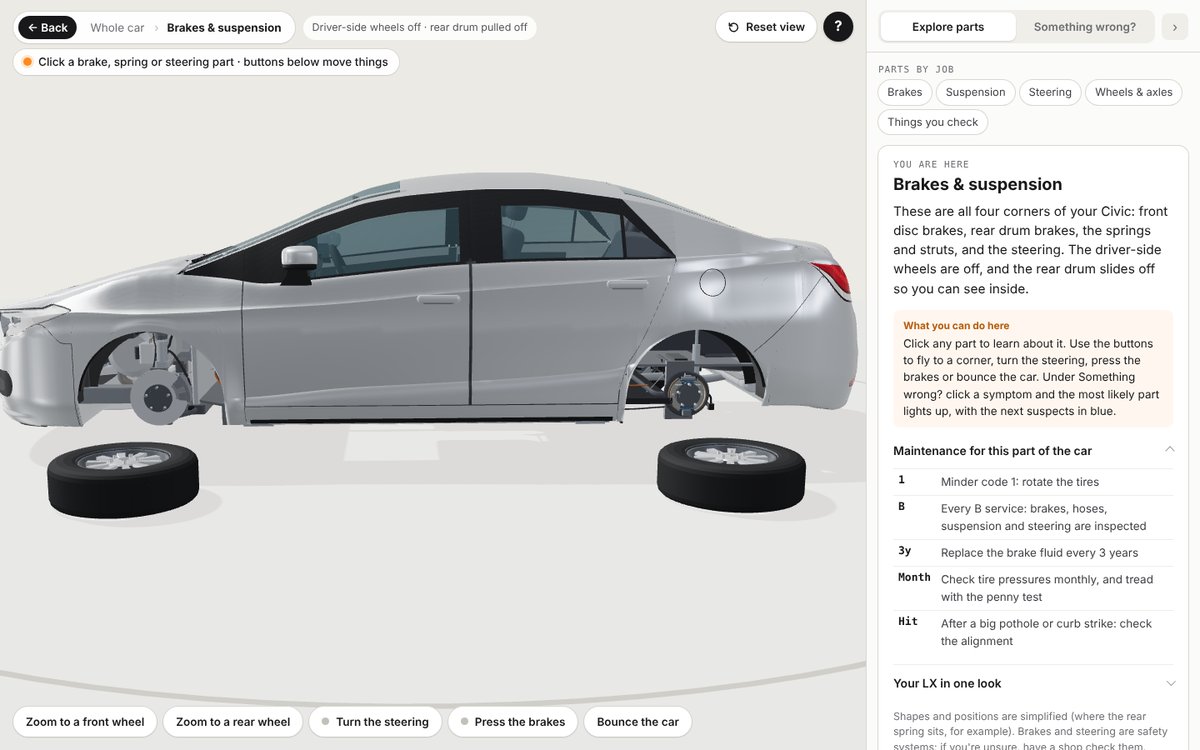 ← Back
Whole car › Brakes & suspension
Driver-side wheels off · rear drum pulled off
Reset view
?
Click a brake, spring or steering part · buttons below move things
Zoom to a front wheel
Zoom to a rear wheel
Turn the steering
Press the brakes
Bounce the car
Explore parts
Something wrong?
›
PARTS BY JOB
Brakes
Suspension
Steering
Wheels & axles
Things you check
YOU ARE HERE
Brakes & suspension
These are all four corners of your Civic: front
disc brakes, rear drum brakes, the springs
and struts, and the steering. The driver-side
wheels are off, and the rear drum slides off
so you can see inside.
What you can do here
Click any part to learn about it. Use the buttons
to fly to a corner, turn the steering, press the
brakes or bounce the car. Under Something
wrong? click a symptom and the most likely part
lights up, with the next suspects in blue.
Maintenance for this part of the car
1 Minder code 1: rotate the tires
B Every B service: brakes, hoses,
suspension and steering are inspected
3y Replace the brake fluid every 3 years
Month Check tire pressures monthly, and tread
with the penny test
Hit After a big pothole or curb strike: check
the alignment
Your LX in one look
Shapes and positions are simplified (where the rear
spring sits, for example). Brakes and steering are safety
systems: if you're unsure, have a shop check them.